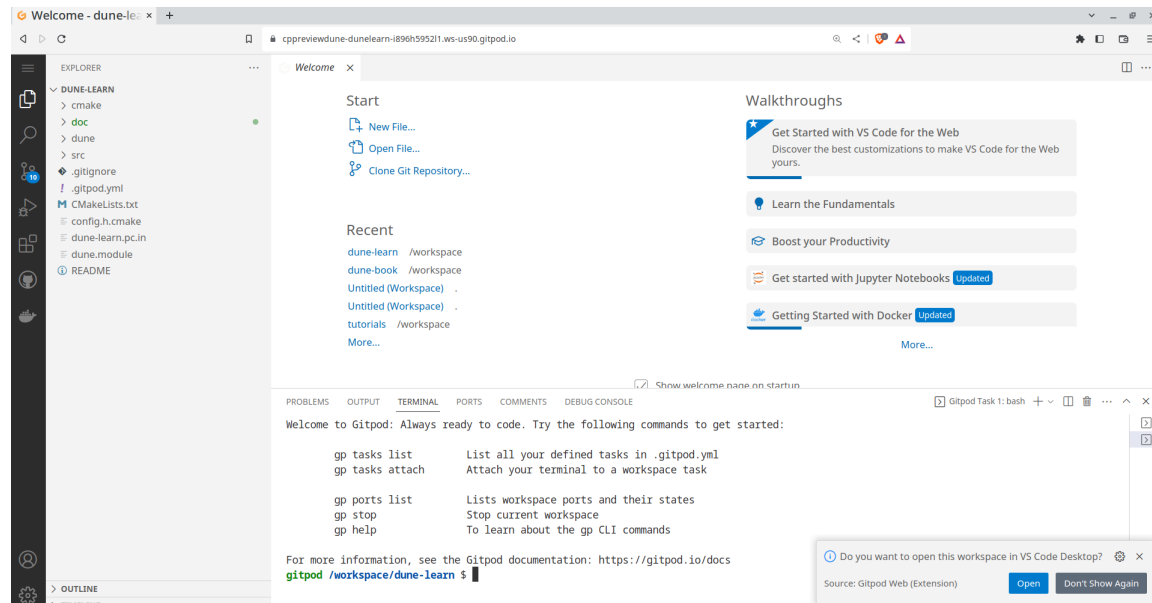 Welcome - dune-lea
cppreviewdune-dunelearn-i896h5952l1.ws-us90.gitpod.io
EXPLORER
DUNE-LEARN
cmake
doc
dune
src
.gitignore
.gitpod.yml
CMakeLists.txt
config.h.cmake
dune-learn.pc.in
dune.module
README
OUTLINE
10
Welcome
Start
New File...
Open File...
Clone Git Repository...
Recent
dune-learn /workspace
dune-book /workspace
Untitled (Workspace) .
Untitled (Workspace) .
tutorials /workspace
More...
Walkthroughs
Get Started with VS Code for the Web
Discover the best customizations to make VS Code for the Web
yours.
Learn the Fundamentals
Boost your Productivity
Get started with Jupyter Notebooks Updated
Getting Started with Docker Updated
More...
Show welcome page on startup
PROBLEMS OUTPUT TERMINAL PORTS COMMENTS DEBUG CONSOLE
Gitpod Task 1: bash
Welcome to Gitpod: Always ready to code. Try the following commands to get started:
gp tasks list List all your defined tasks in .gitpod.yml
gp tasks attach Attach your terminal to a workspace task
gp ports list Lists workspace ports and their states
gp stop Stop current workspace
gp help To learn about the gp CLI commands
For more information, see the Gitpod documentation: https://gitpod.io/docs
gitpod /workspace/dune-learn $
Do you want to open this workspace in VS Code Desktop?
Source: Gitpod Web (Extension)
Open
Don't Show Again